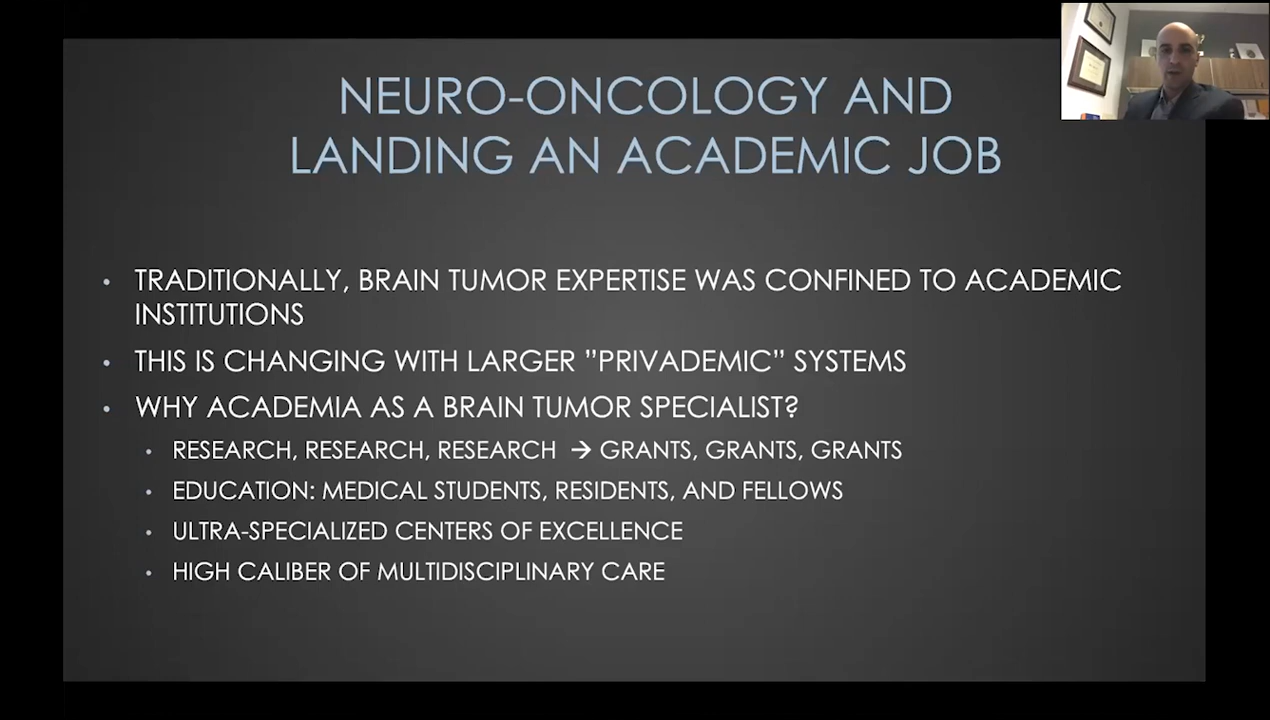 NEURO-ONCOLOGY AND
LANDING AN ACADEMIC JOB
• TRADITIONALLY, BRAIN TUMOR EXPERTISE WAS CONFINED TO ACADEMIC
INSTITUTIONS
• THIS IS CHANGING WITH LARGER ”PRIVADEMIC” SYSTEMS
• WHY ACADEMIA AS A BRAIN TUMOR SPECIALIST?
• RESEARCH, RESEARCH, RESEARCH → GRANTS, GRANTS, GRANTS
• EDUCATION: MEDICAL STUDENTS, RESIDENTS, AND FELLOWS
• ULTRA-SPECIALIZED CENTERS OF EXCELLENCE
• HIGH CALIBER OF MULTIDISCIPLINARY CARE